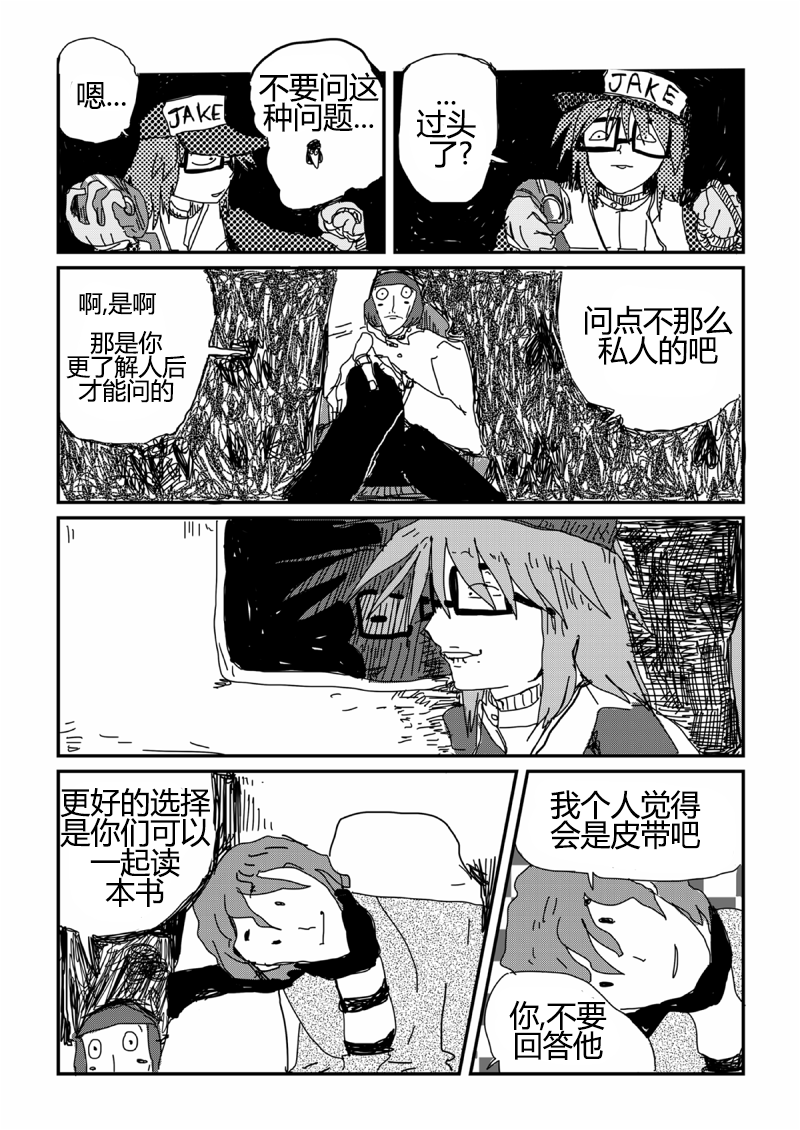 JAKE
...
过头
了?
不要问这
种问题...
JAKE
嗯...
问点不那么
私人的吧
啊,是啊
那是你
更了解人后
才能问的
我个人觉得
会是皮带吧
你,不要
回答他
更好的选择
是你们可以
一起读
本书